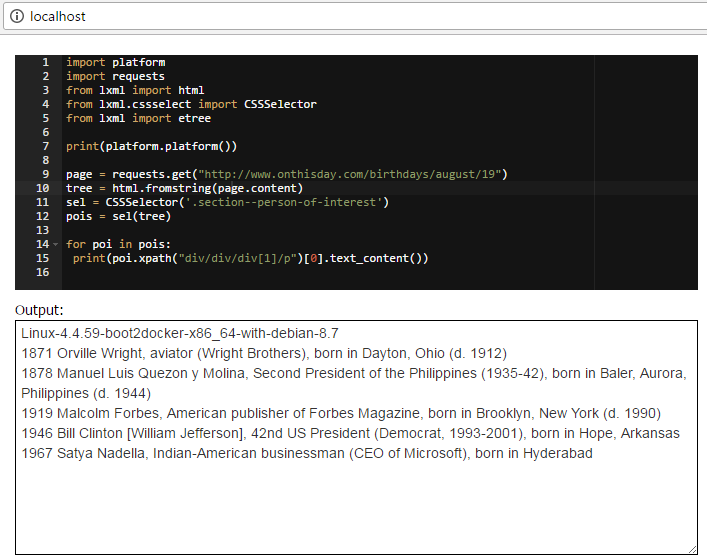 localhost
1 import platform
2 import requests
3 from lxml import html
4 from lxml.cssselect import CSSSelector
5 from lxml import etree
6
7 print(platform.platform())
8
9 page = requests.get("http://www.onthisday.com/birthdays/august/19")
10 tree = html.fromstring(page.content)
11 sel = CSSSelector('.section--person-of-interest')
12 pois = sel(tree)
13
14 for poi in pois:
15  print(poi.xpath("div/div/div[1]/p")[0].text_content())
16
Output:
Linux-4.4.59-boot2docker-x86_64-with-debian-8.7
1871 Orville Wright, aviator (Wright Brothers), born in Dayton, Ohio (d. 1912)
1878 Manuel Luis Quezon y Molina, Second President of the Philippines (1935-42), born in Baler, Aurora,
Philippines (d. 1944)
1919 Malcolm Forbes, American publisher of Forbes Magazine, born in Brooklyn, New York (d. 1990)
1946 Bill Clinton [William Jefferson], 42nd US President (Democrat, 1993-2001), born in Hope, Arkansas
1967 Satya Nadella, Indian-American businessman (CEO of Microsoft), born in Hyderabad